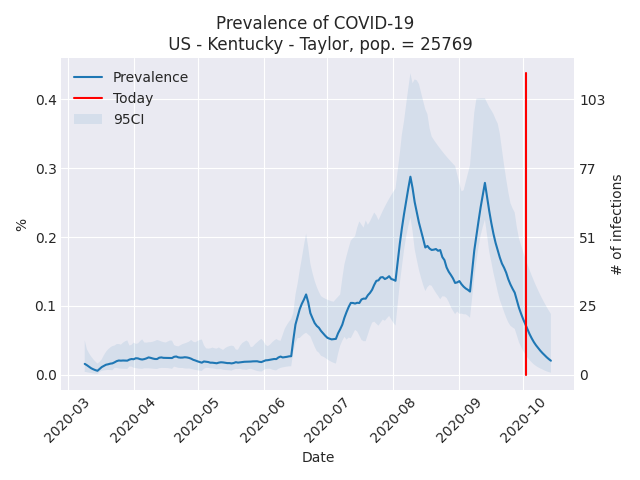 Prevalence of COVID-19
US - Kentucky - Taylor, pop. = 25769
Prevalence
Today
95CI
0.4
0.3
0.2
0.1
0.0
%
103
77
51
25
0
# of infections
2020-03
2020-04
2020-05
2020-06
2020-07
2020-08
2020-09
2020-10
Date